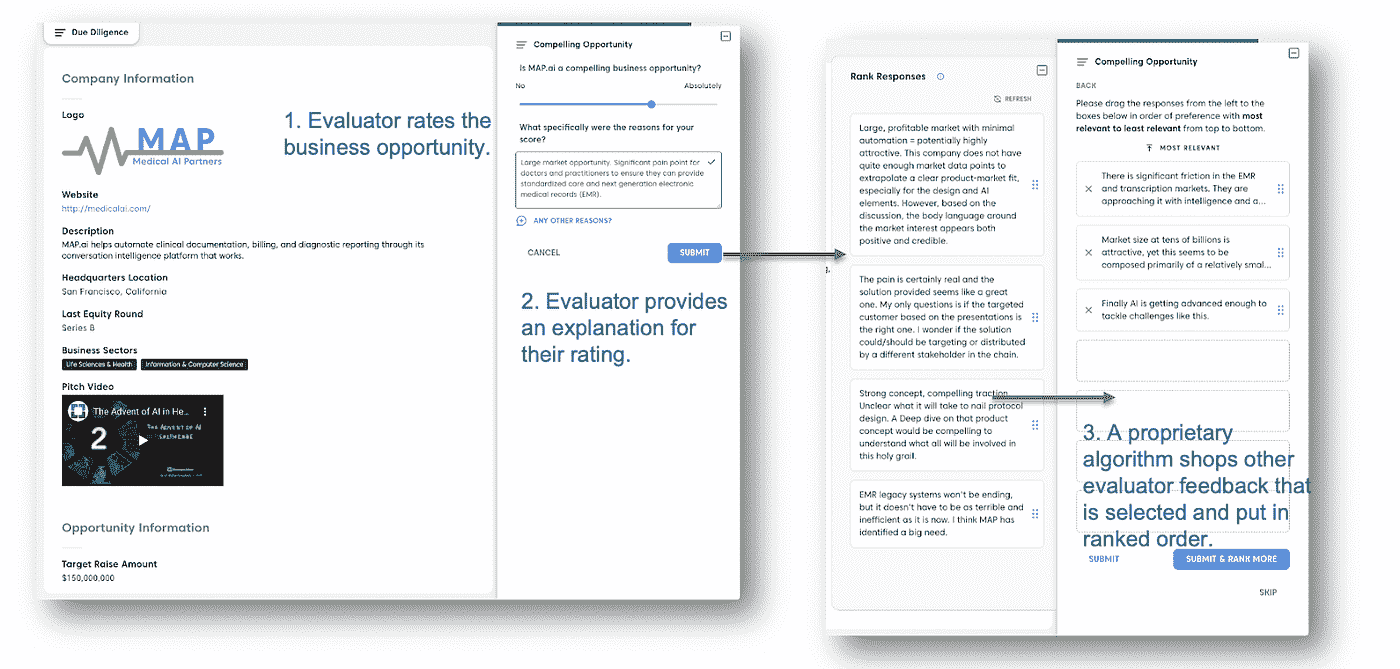 Due Diligence
Company Information
Logo
MAP
Medical AI Partners
Website
http://medicalai.com/
Description
MAP.ai helps automate clinical documentation, billing, and diagnostic reporting through its
conversation intelligence platform that works.
Headquarters Location
San Francisco, California
Last Equity Round
Series B
Business Sectors
Life Sciences & Health
Information & Computer Science
Pitch Video
The Advent of AI in He...
2
The Advent of AI
Opportunity Information
Target Raise Amount
$150,000,000
1. Evaluator rates the
business opportunity.
Compelling Opportunity
Is MAP.ai a compelling business opportunity?
No
Absolutely
What specifically were the reasons for your
score?
Large market opportunity. Significant pain point for
doctors and practitioners to ensure they can provide
standardized care and next generation electronic
medical records (EMR).
ANY OTHER REASONS?
CANCEL
SUBMIT
2. Evaluator provides
an explanation for
their rating.
Rank Responses
REFRESH
Large, profitable market with minimal
automation = potentially highly
attractive. This company does not have
quite enough market data points to
extrapolate a clear product-market fit,
especially for the design and AI
elements. However, based on the
discussion, the body language around
the market interest appears both
positive and credible.
The pain is certainly real and the
solution provided seems like a great
one. My only questions is if the targeted
customer based on the presentations is
the right one. I wonder if the solution
could/should be targeting or distributed
by a different stakeholder in the chain.
Strong concept, compelling traction.
Unclear what it will take to nail protocol
design. A Deep dive on that product
concept would be compelling to
understand what all will be involved in
this holy grail.
EMR legacy systems won't be ending,
but it doesn't have to be as terrible and
inefficient as it is now. I think MAP has
identified a big need.
Compelling Opportunity
BACK
Please drag the responses from the left to the
boxes below in order of preference with most
relevant to least relevant from top to bottom.
MOST RELEVANT
There is significant friction in the EMR
and transcription markets. They are
approaching it with intelligence and a...
Market size at tens of billions is
attractive, yet this seems to be
composed primarily of a relatively smal...
Finally AI is getting advanced enough to
tackle challenges like this.
3. A proprietary
algorithm shops other
evaluator feedback that
is selected and put in
ranked order.
SUBMIT
SUBMIT & RANK MORE
SKIP